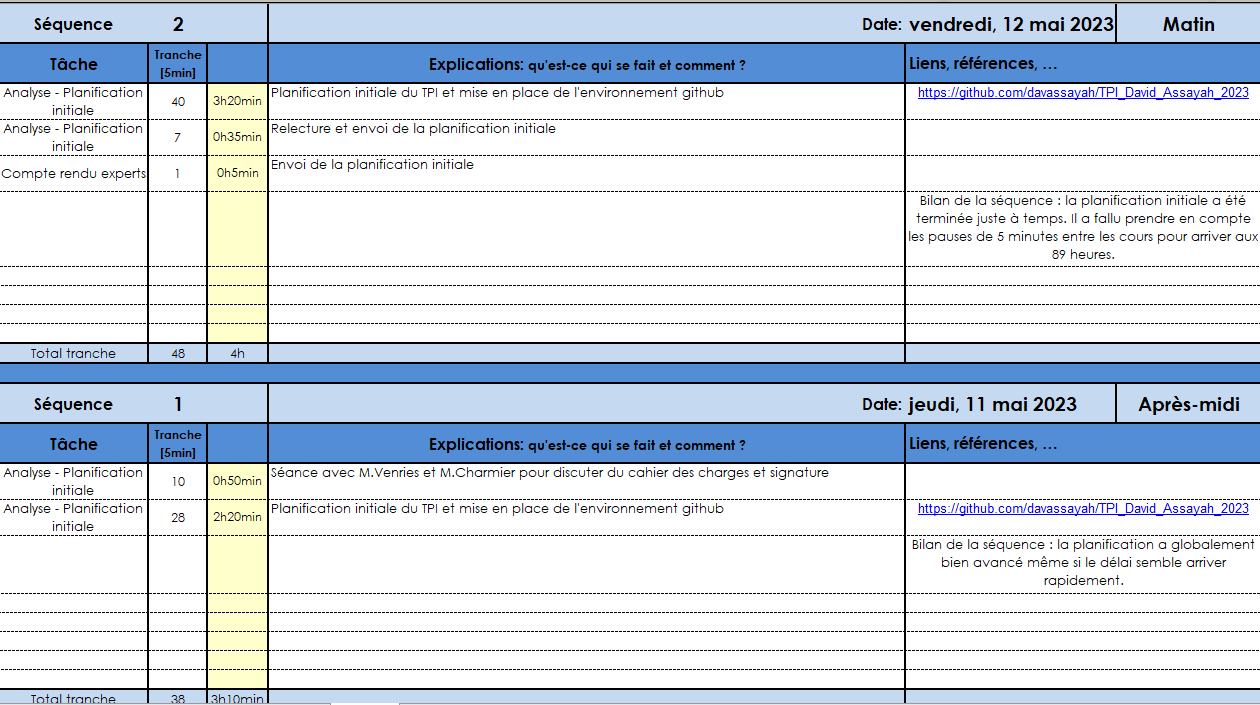 Séquence 2 Date: vendredi, 12 mai 2023 Matin
Tâche Tranche [5min] Explications: qu'est-ce qui se fait et comment ? Liens, références, …
Analyse - Planification initiale 40 3h20min Planification initiale du TPI et mise en place de l'environnement github https://github.com/davassayah/TPI_David_Assayah_2023
Analyse - Planification initiale 7 0h35min Relecture et envoi de la planification initiale
Compte rendu experts 1 0h5min Envoi de la planification initiale
Bilan de la séquence : la planification initiale a été
terminée juste à temps. Il a fallu prendre en compte
les pauses de 5 minutes entre les cours pour arriver aux
89 heures.
Total tranche 48 4h
Séquence 1 Date: jeudi, 11 mai 2023 Après-midi
Tâche Tranche [5min] Explications: qu'est-ce qui se fait et comment ? Liens, références, …
Analyse - Planification initiale 10 0h50min Séance avec M.Venries et M.Charmier pour discuter du cahier des charges et signature
Analyse - Planification initiale 28 2h20min Planification initiale du TPI et mise en place de l'environnement github https://github.com/davassayah/TPI_David_Assayah_2023
Bilan de la séquence : la planification a globalement
bien avancé même si le délai semble arriver
rapidement.
Total tranche 38 3h10min